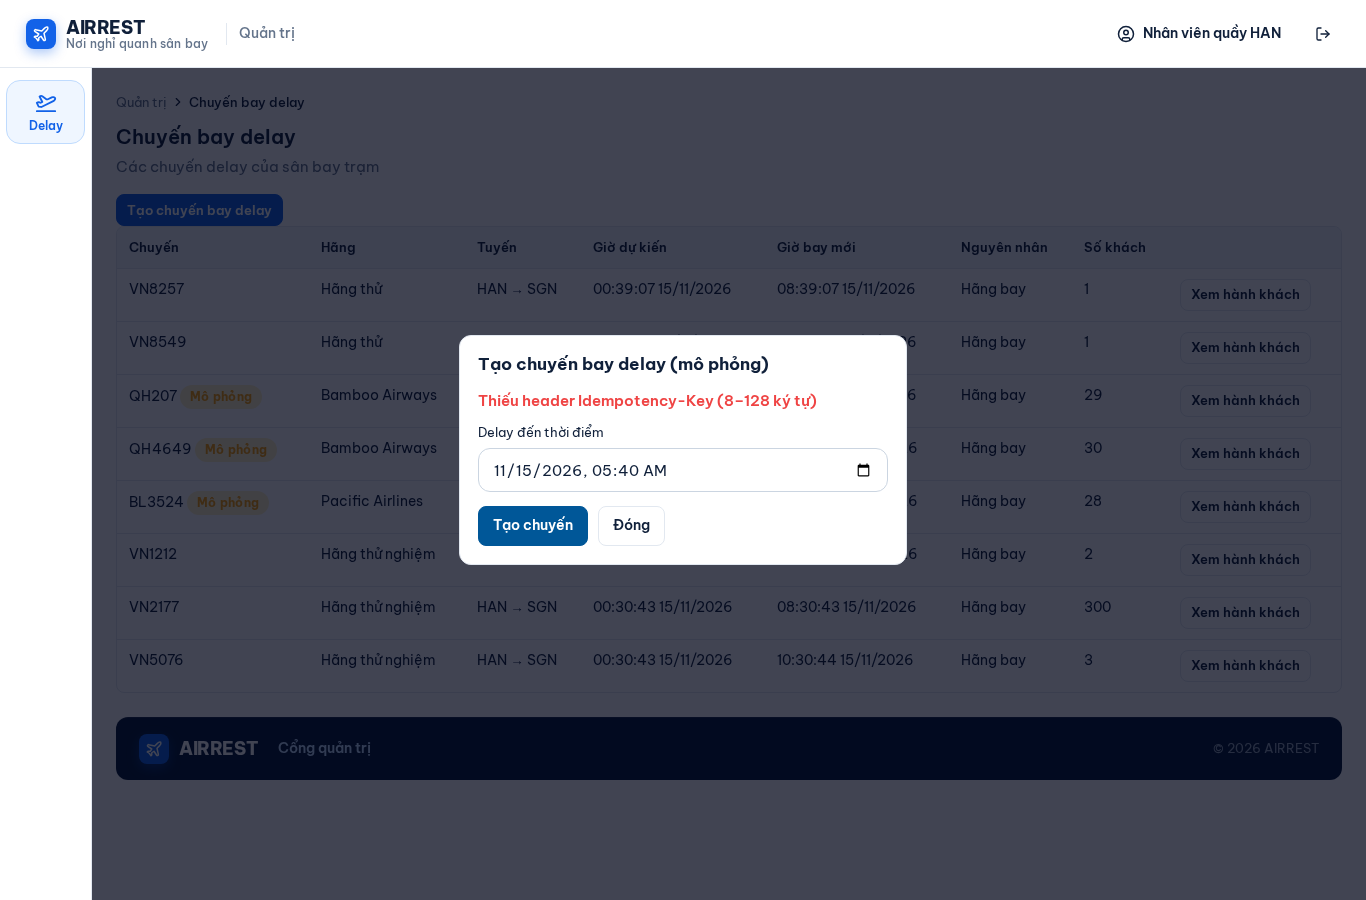 AIRREST
Nơi nghỉ quanh sân bay
Quản trị
Nhân viên quầy HAN
Delay
Quản trị > Chuyến bay delay
Chuyến bay delay
Các chuyến delay của sân bay trạm
Tạo chuyến bay delay
Chuyến Hãng Tuyến Giờ dự kiến Giờ bay mới Nguyên nhân Số khách
VN8257 Hãng thử HAN → SGN 00:39:07 15/11/2026 08:39:07 15/11/2026 Hãng bay 1 Xem hành khách
VN8549 Hãng thử Hãng bay 1 Xem hành khách
QH207 Mô phỏng Bamboo Airways Hãng bay 29 Xem hành khách
QH4649 Mô phỏng Bamboo Airways Hãng bay 30 Xem hành khách
BL3524 Mô phỏng Pacific Airlines Hãng bay 28 Xem hành khách
VN1212 Hãng thử nghiệm Hãng bay 2 Xem hành khách
VN2177 Hãng thử nghiệm HAN → SGN 00:30:43 15/11/2026 08:30:43 15/11/2026 Hãng bay 300 Xem hành khách
VN5076 Hãng thử nghiệm HAN → SGN 00:30:43 15/11/2026 10:30:44 15/11/2026 Hãng bay 3 Xem hành khách
Tạo chuyến bay delay (mô phỏng)
Thiếu header Idempotency-Key (8–128 ký tự)
Delay đến thời điểm
11/15/2026, 05:40 AM
Tạo chuyến
Đóng
AIRREST Cổng quản trị
© 2026 AIRREST